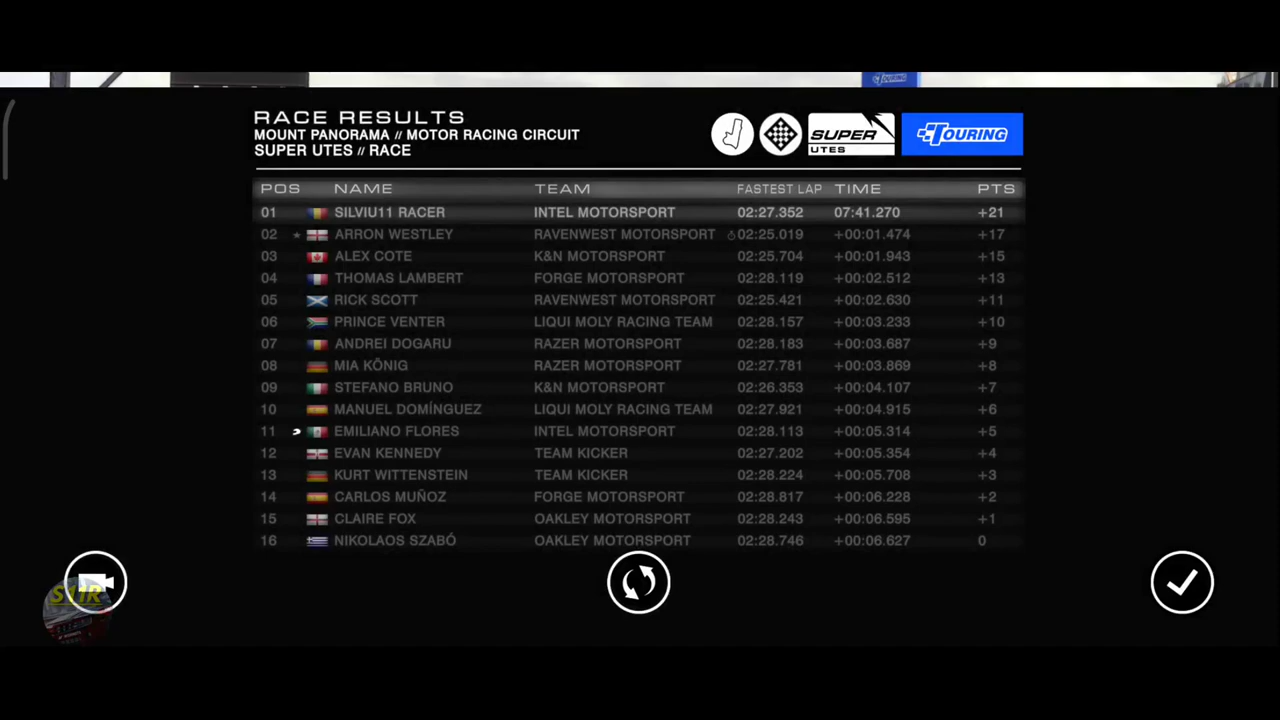 TOURING
RACE RESULTS
MOUNT PANORAMA // MOTOR RACING CIRCUIT
SUPER UTES // RACE
SUPER UTES
TOURING
POS NAME TEAM FASTEST LAP TIME PTS
01 SILVIU11 RACER INTEL MOTORSPORT 02:27.352 07:41.270 +21
02 ARRON WESTLEY RAVENWEST MOTORSPORT 02:25.019 +00:01.474 +17
03 ALEX COTE K&N MOTORSPORT 02:25.704 +00:01.943 +15
04 THOMAS LAMBERT FORGE MOTORSPORT 02:28.119 +00:02.512 +13
05 RICK SCOTT RAVENWEST MOTORSPORT 02:25.421 +00:02.630 +11
06 PRINCE VENTER LIQUI MOLY RACING TEAM 02:28.157 +00:03.233 +10
07 ANDREI DOGARU RAZER MOTORSPORT 02:28.183 +00:03.687 +9
08 MIA KÖNIG RAZER MOTORSPORT 02:27.781 +00:03.869 +8
09 STEFANO BRUNO K&N MOTORSPORT 02:26.353 +00:04.107 +7
10 MANUEL DOMÍNGUEZ LIQUI MOLY RACING TEAM 02:27.921 +00:04.915 +6
11 EMILIANO FLORES INTEL MOTORSPORT 02:28.113 +00:05.314 +5
12 EVAN KENNEDY TEAM KICKER 02:27.202 +00:05.354 +4
13 KURT WITTENSTEIN TEAM KICKER 02:28.224 +00:05.708 +3
14 CARLOS MUÑOZ FORGE MOTORSPORT 02:28.817 +00:06.228 +2
15 CLAIRE FOX OAKLEY MOTORSPORT 02:28.243 +00:06.595 +1
16 NIKOLAOS SZABÓ OAKLEY MOTORSPORT 02:28.746 +00:06.627 0
S11R